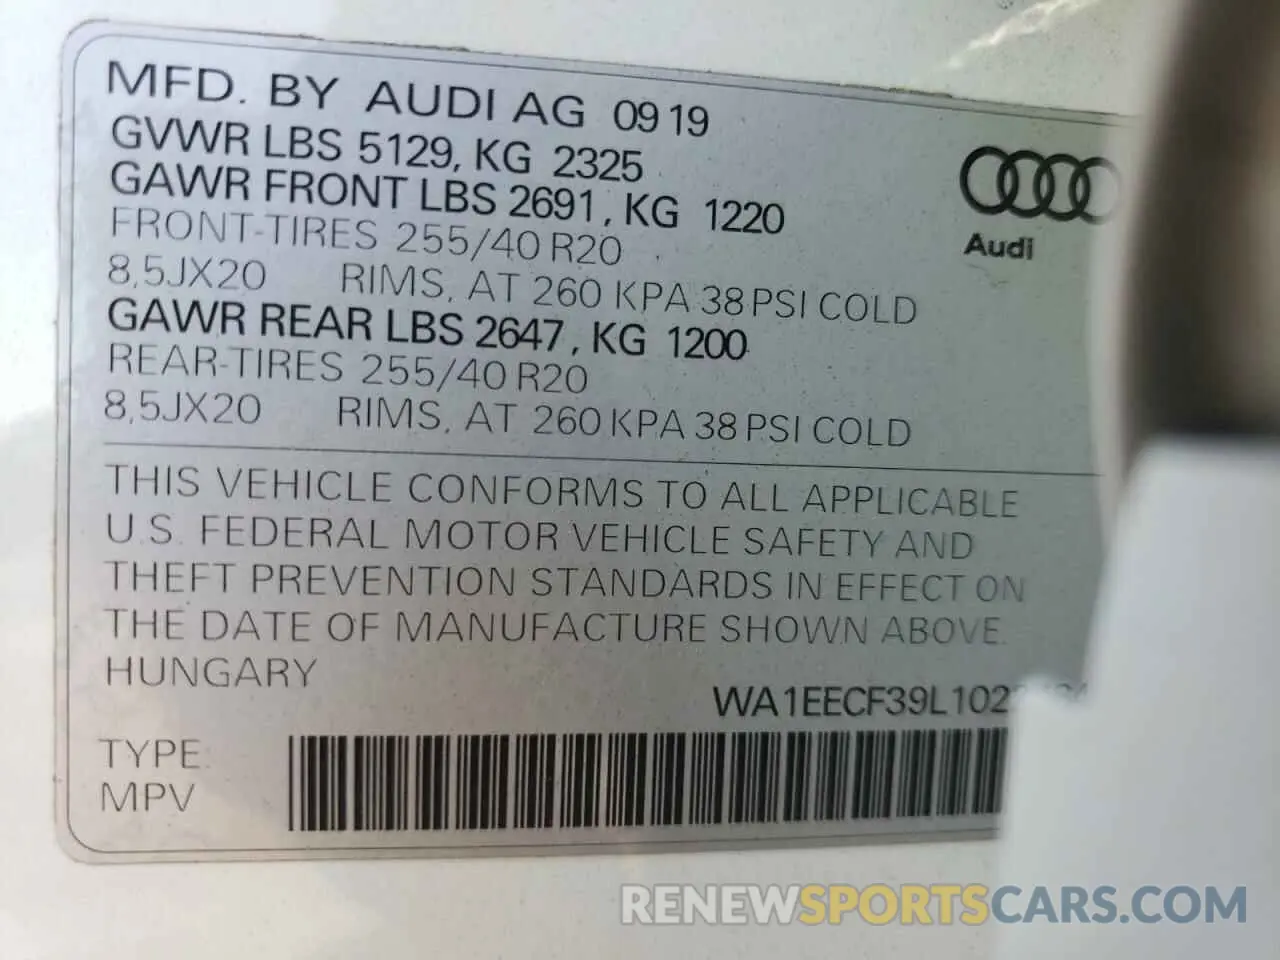 MFD. BY AUDI AG 09 19
GVWR LBS 5129, KG 2325
GAWR FRONT LBS 2691, KG 1220
FRONT-TIRES 255/40 R20
8,5JX20 RIMS, AT 260 KPA 38 PSI COLD
GAWR REAR LBS 2647, KG 1200
REAR-TIRES 255/40 R20
8,5JX20 RIMS, AT 260 KPA 38 PSI COLD
Audi
THIS VEHICLE CONFORMS TO ALL APPLICABLE
U.S. FEDERAL MOTOR VEHICLE SAFETY AND
THEFT PREVENTION STANDARDS IN EFFECT ON
THE DATE OF MANUFACTURE SHOWN ABOVE.
HUNGARY
TYPE:
MPV
RENEWSPORTSCARS.COM